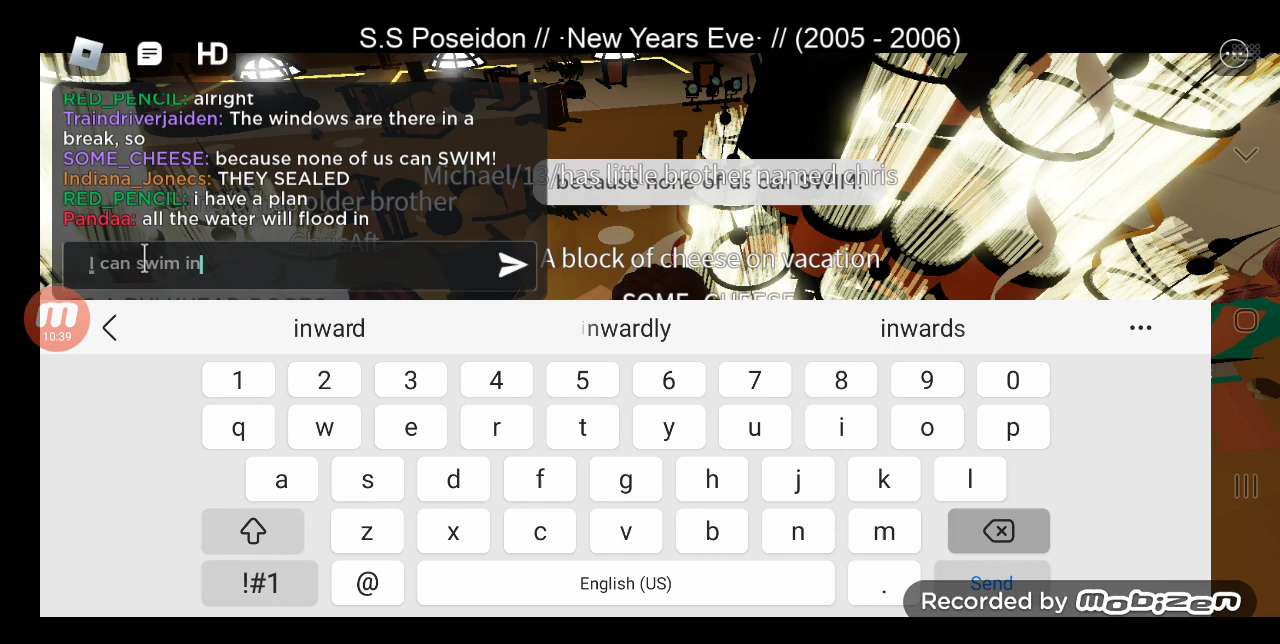 S.S Poseidon // ·New Years Eve· // (2005 - 2006)
HD
RED_PENCIL: alright
Traindriverjaiden: The windows are there in a
break, so
SOME_CHEESE: because none of us can SWIM!
Indiana_Jonecs: THEY SEALED
RED_PENCIL: i have a plan
Pandaa: all the water will flood in
Michael/13/has little brother named chris
because none of us can SWIM!
older brother
ChrisAft
A block of cheese on vacation
SOME_CHEESE
I can swim in
10:39
inward
inwardly
inwards
1 2 3 4 5 6 7 8 9 0
q w e r t y u i o p
a s d f g h j k l
z x c v b n m
!#1 @ English (US) . Send
Recorded by mobizen